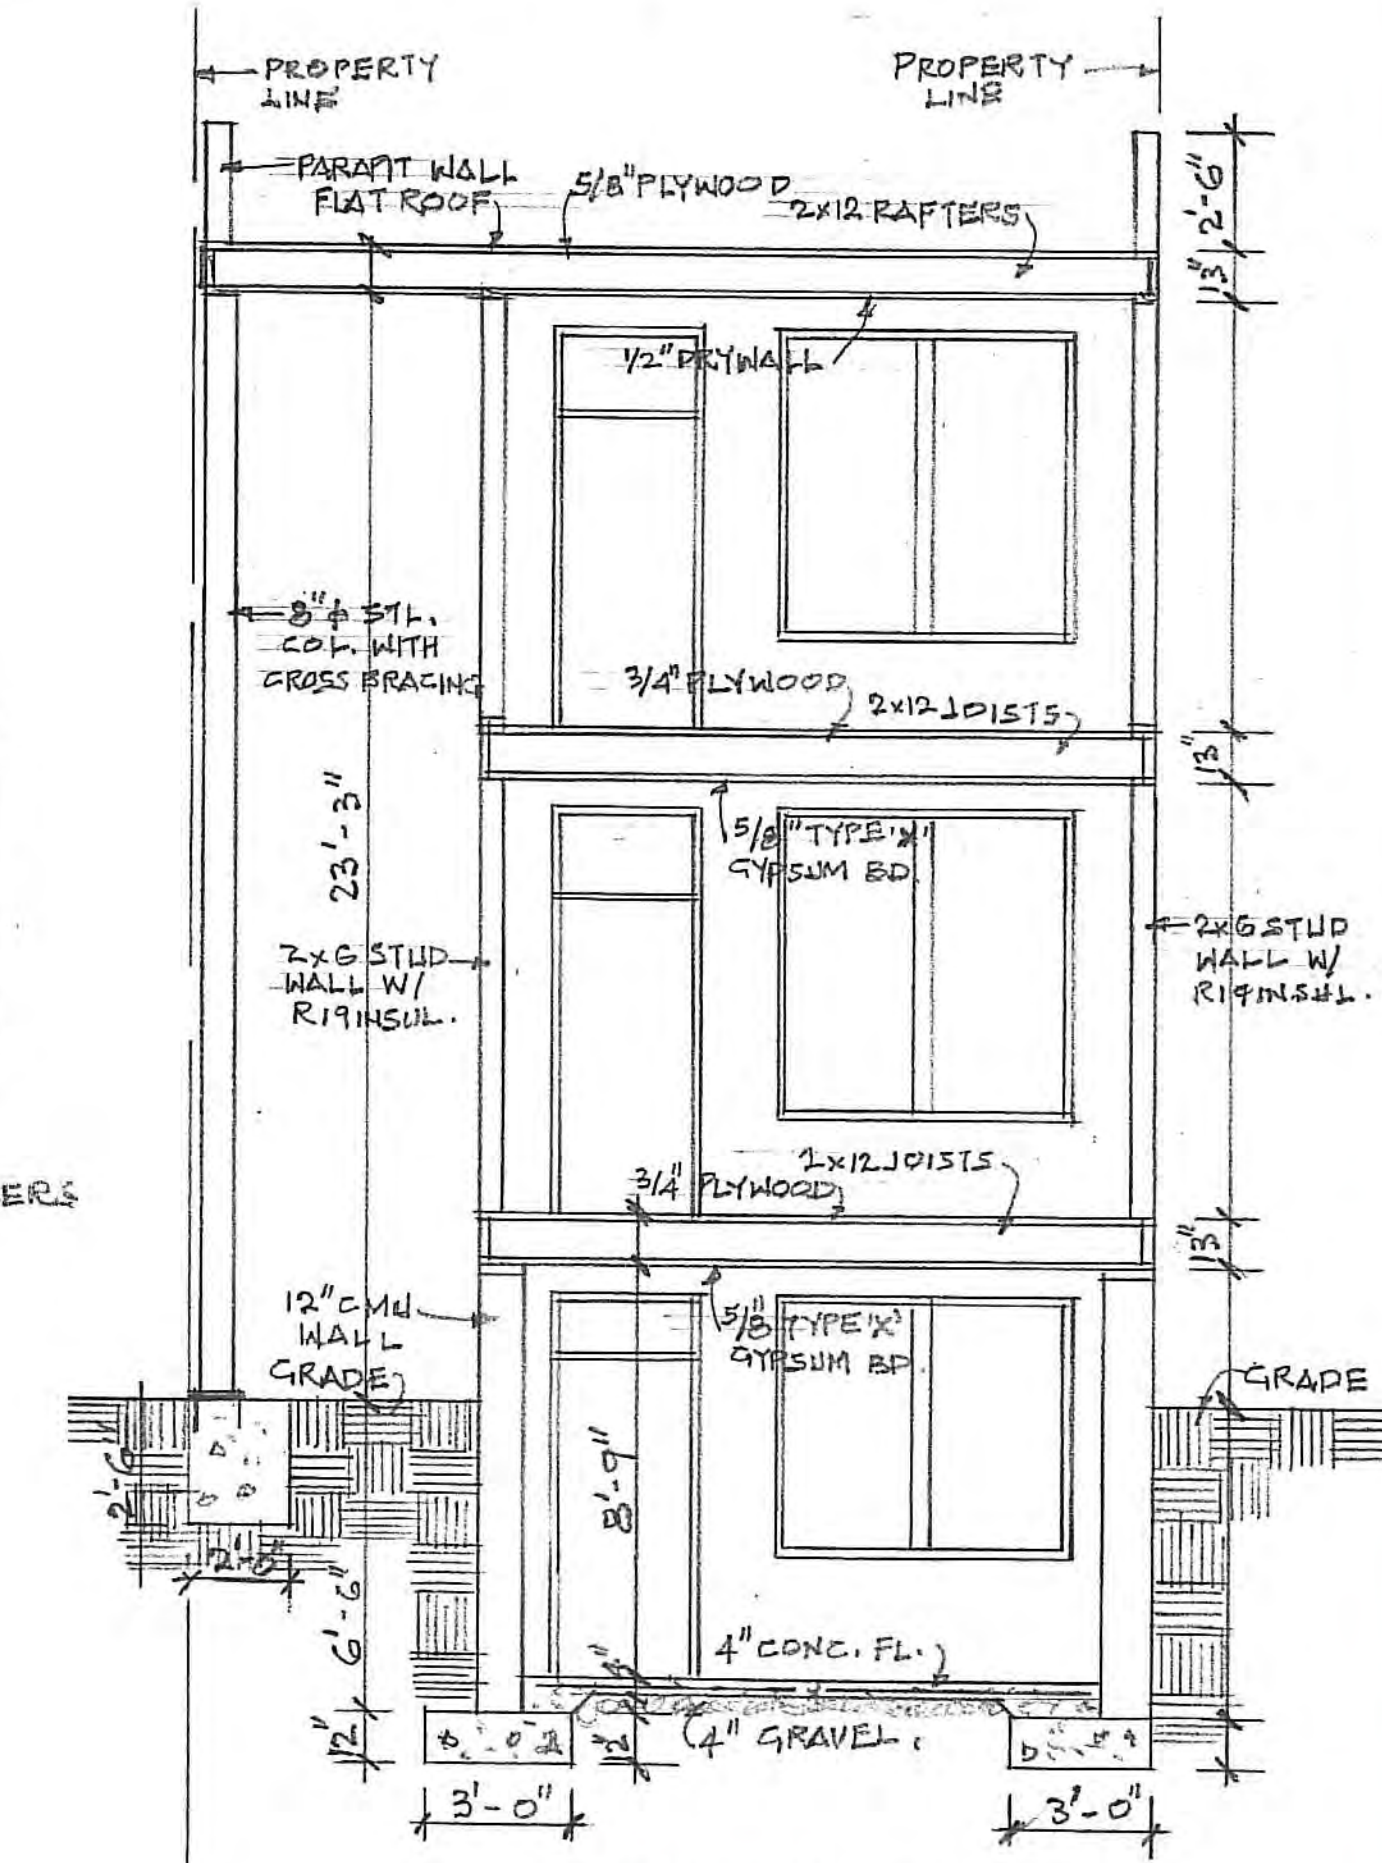 PROPERTY
LINE
PROPERTY
LINE
PARAPIT WALL
FLAT ROOF
5/8" PLYWOOD
2x12 RAFTERS
2'-6"
13"
1/2" DRYWALL
8"ϕ STL.
COL. WITH
CROSS BRACING
3/4" PLYWOOD
2x12 JOISTS
13"
23'-3"
5/8" TYPE 'X'
GYPSUM BD.
2x6 STUD
WALL W/
R19 INSUL.
2x6 STUD
WALL W/
R19 INSUL.
3/4" PLYWOOD
2x12 JOISTS
ERS
13"
12" CMU
WALL
GRADE
5/8" TYPE 'X'
GYPSUM BD.
GRADE
2'-6"
8'-9"
6'-6"
4" CONC. FL.
4"
12"
12"
4" GRAVEL.
3'-0"
3'-0"